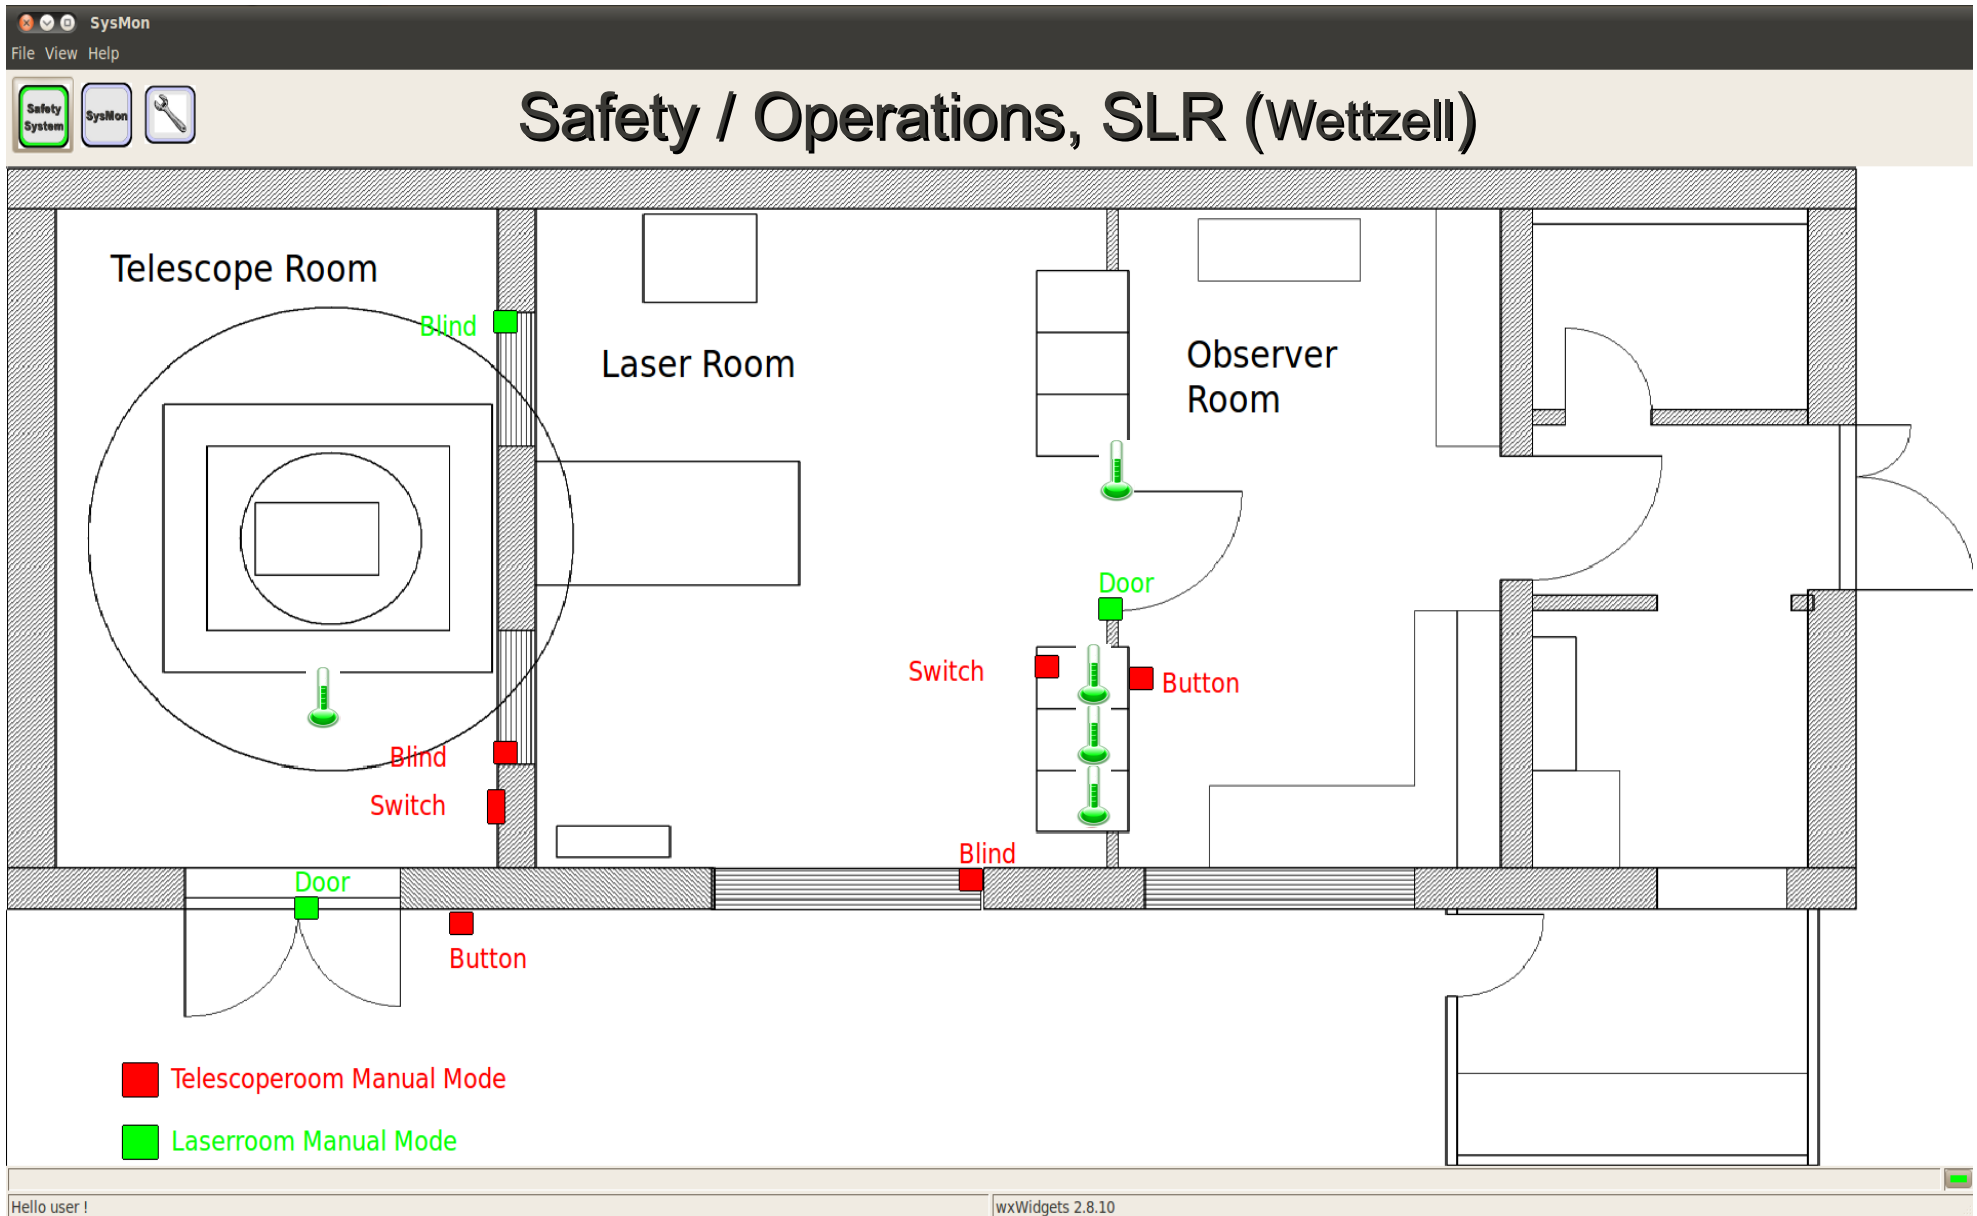 SysMon
File View Help
Safety
System
SysMon
Safety / Operations, SLR (Wettzell)
Telescope Room
Blind
Laser Room
Observer
Room
Door
Switch
Button
Blind
Switch
Blind
Door
Button
Telescoperoom Manual Mode
Laserroom Manual Mode
Hello user !
wxWidgets 2.8.10